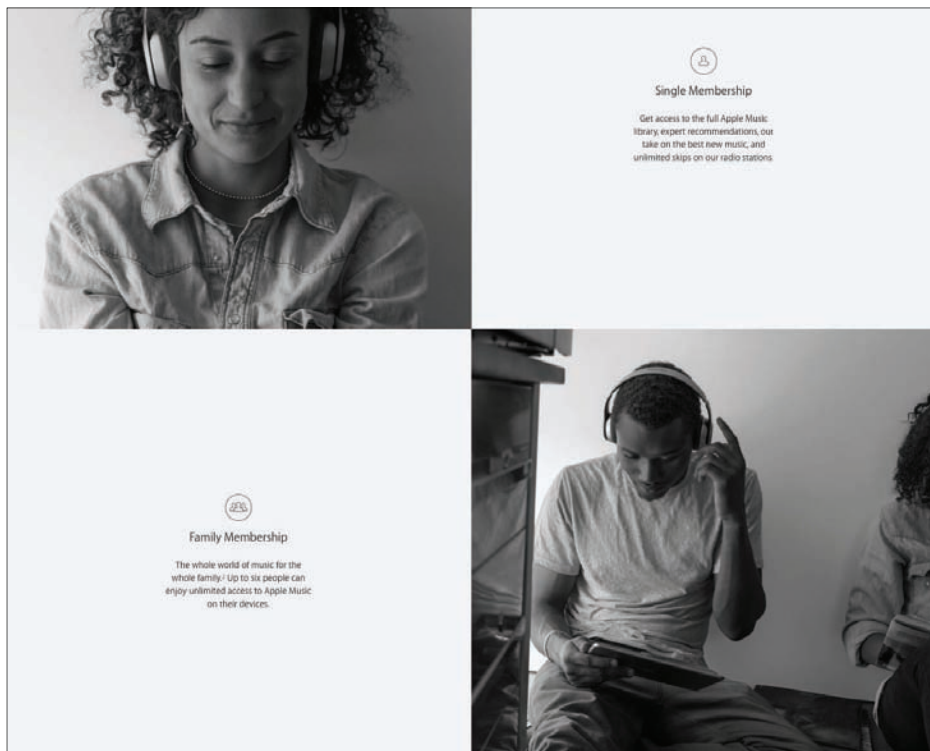 Single Membership
Get access to the full Apple Music
library, expert recommendations, our
take on the best new music, and
unlimited skips on our radio stations.
Family Membership
The whole world of music for the
whole family.² Up to six people can
enjoy unlimited access to Apple Music
on their devices.